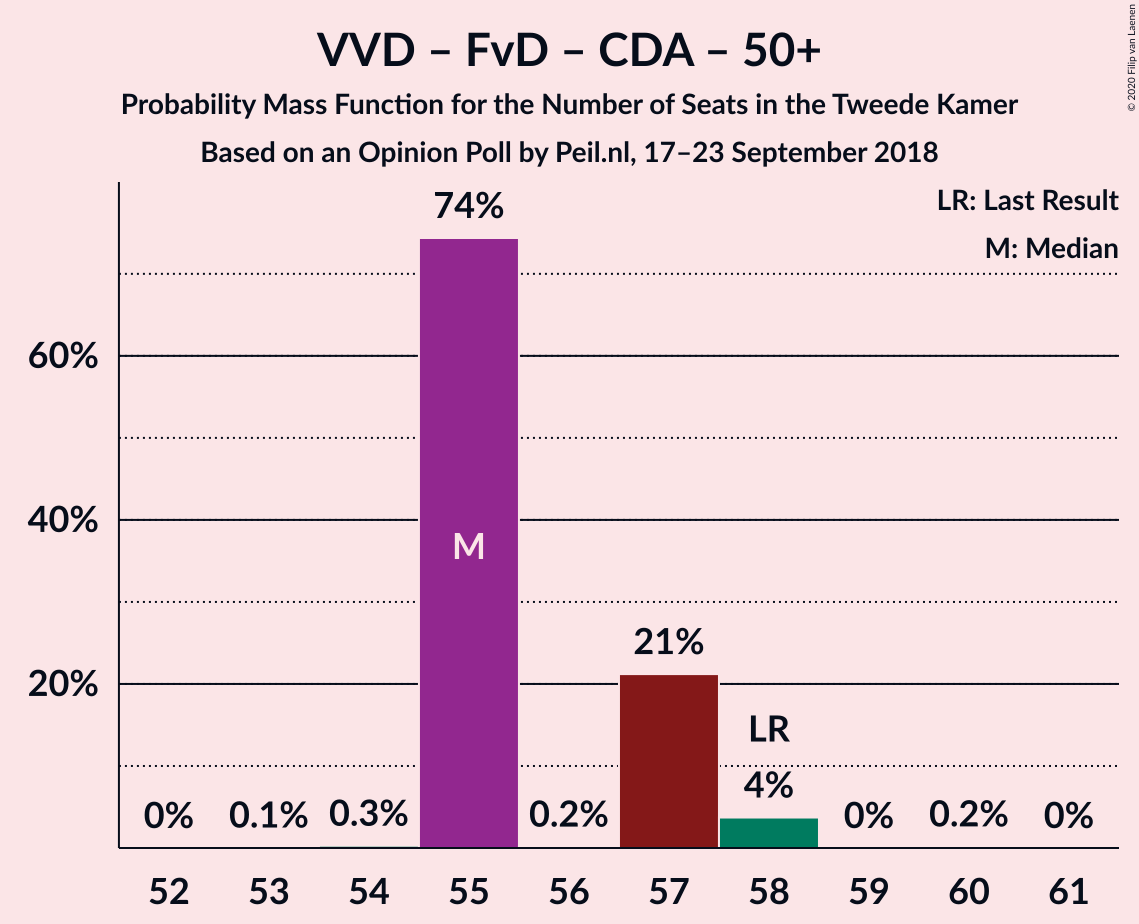 VVD – FvD – CDA – 50+
Probability Mass Function for the Number of Seats in the Tweede Kamer
Based on an Opinion Poll by Peil.nl, 17–23 September 2018
© 2020 Filip van Laenen
LR: Last Result
M: Median
74%
60%
40%
M
21%
20%
LR
4%
0% 0.1% 0.3% 0.2% 0% 0.2% 0%
52 53 54 55 56 57 58 59 60 61